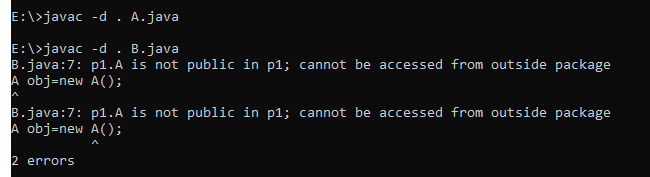 E:\>javac -d . A.java
E:\>javac -d . B.java
B.java:7: p1.A is not public in p1; cannot be accessed from outside package
A obj=new A();
^
B.java:7: p1.A is not public in p1; cannot be accessed from outside package
A obj=new A();
          ^
2 errors